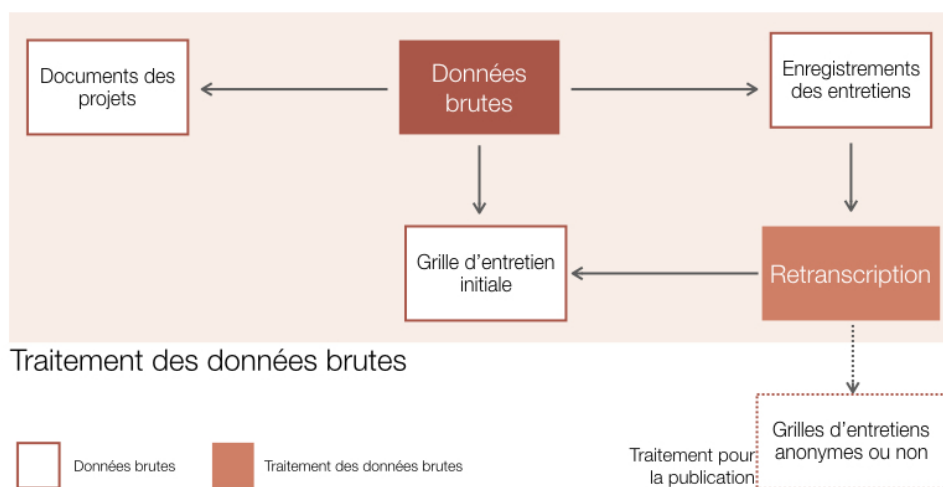 Documents des
projets
Données
brutes
Enregistrements
des entretiens
Grille d’entretien
initiale
Retranscription
Traitement des données brutes
Grilles d’entretiens
anonymes ou non
Traitement pour
la publication
Données brutes
Traitement des données brutes